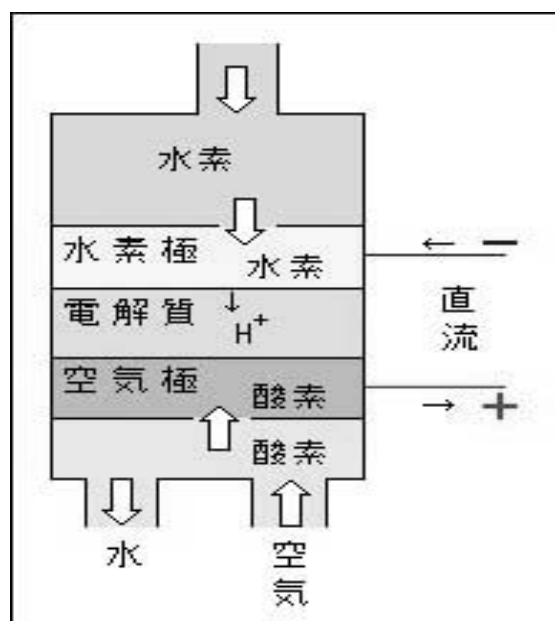 水素
水素極
水素
← −
電解質
↓
H⁺
直流
空気極
酸素
→ +
酸素
水
空気